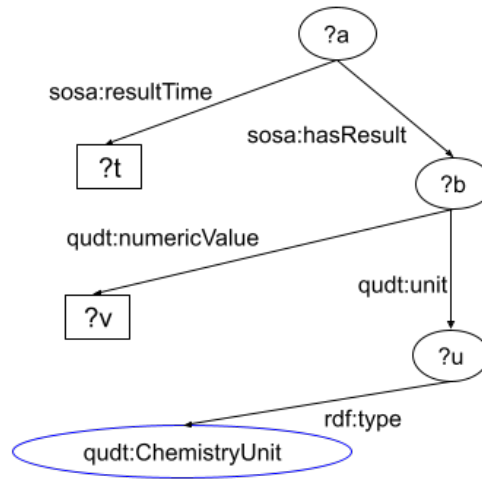 ?a
sosa:resultTime
sosa:hasResult
?t
?b
qudt:numericValue
qudt:unit
?v
?u
rdf:type
qudt:ChemistryUnit